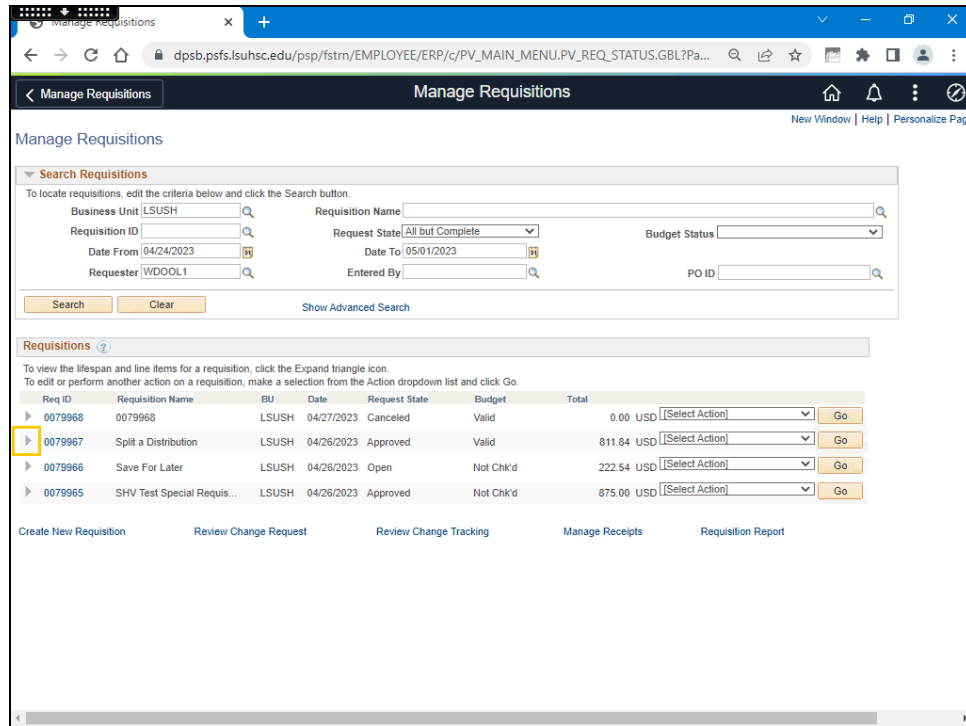 Manage Requisitions
dpsb.psfs.lsuhsc.edu/psp/fstrn/EMPLOYEE/ERP/c/PV_MAIN_MENU.PV_REQ_STATUS.GBL?Pa...
Manage Requisitions Manage Requisitions
New Window | Help | Personalize Pag
Manage Requisitions
Search Requisitions
To locate requisitions, edit the criteria below and click the Search button.
Business Unit LSUSH Requisition Name
Requisition ID Request State All but Complete Budget Status
Date From 04/24/2023 Date To 05/01/2023
Requester WDOOL1 Entered By PO ID
Search Clear Show Advanced Search
Requisitions ?
To view the lifespan and line items for a requisition, click the Expand triangle icon.
To edit or perform another action on a requisition, make a selection from the Action dropdown list and click Go.
Req ID Requisition Name BU Date Request State Budget Total
0079968 0079968 LSUSH 04/27/2023 Canceled Valid 0.00 USD [Select Action] Go
0079967 Split a Distribution LSUSH 04/26/2023 Approved Valid 811.84 USD [Select Action] Go
0079966 Save For Later LSUSH 04/26/2023 Open Not Chk'd 222.54 USD [Select Action] Go
0079965 SHV Test Special Requis... LSUSH 04/26/2023 Approved Not Chk'd 875.00 USD [Select Action] Go
Create New Requisition Review Change Request Review Change Tracking Manage Receipts Requisition Report